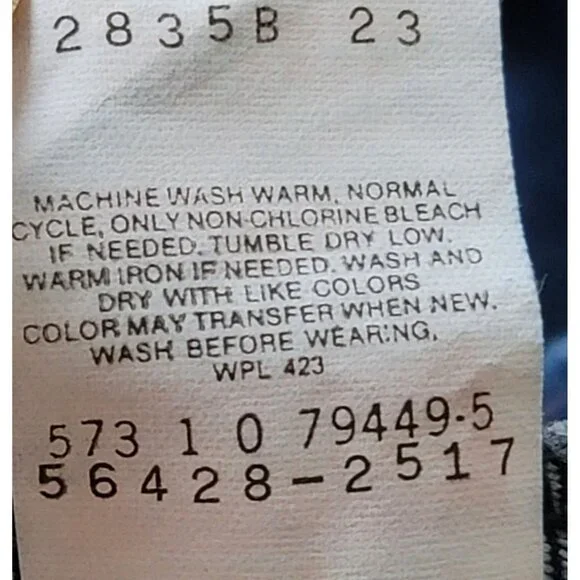 2835B 23
MACHINE WASH WARM, NORMAL
CYCLE, ONLY NON-CHLORINE BLEACH
IF NEEDED. TUMBLE DRY LOW.
WARM IRON IF NEEDED. WASH AND
DRY WITH LIKE COLORS
COLOR MAY TRANSFER WHEN NEW.
WASH BEFORE WEARING.
WPL 423
573 1 0 79449-5
56428-2517